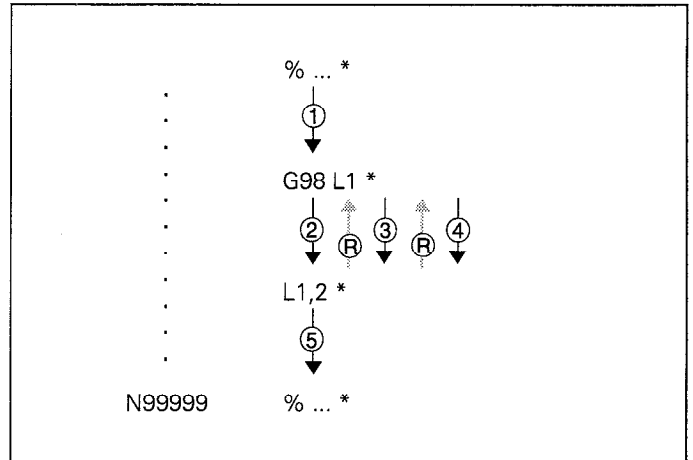 % ... *
①
G98 L1 *
② Ⓡ ③ Ⓡ ④
L1,2 *
⑤
N99999 % ... *